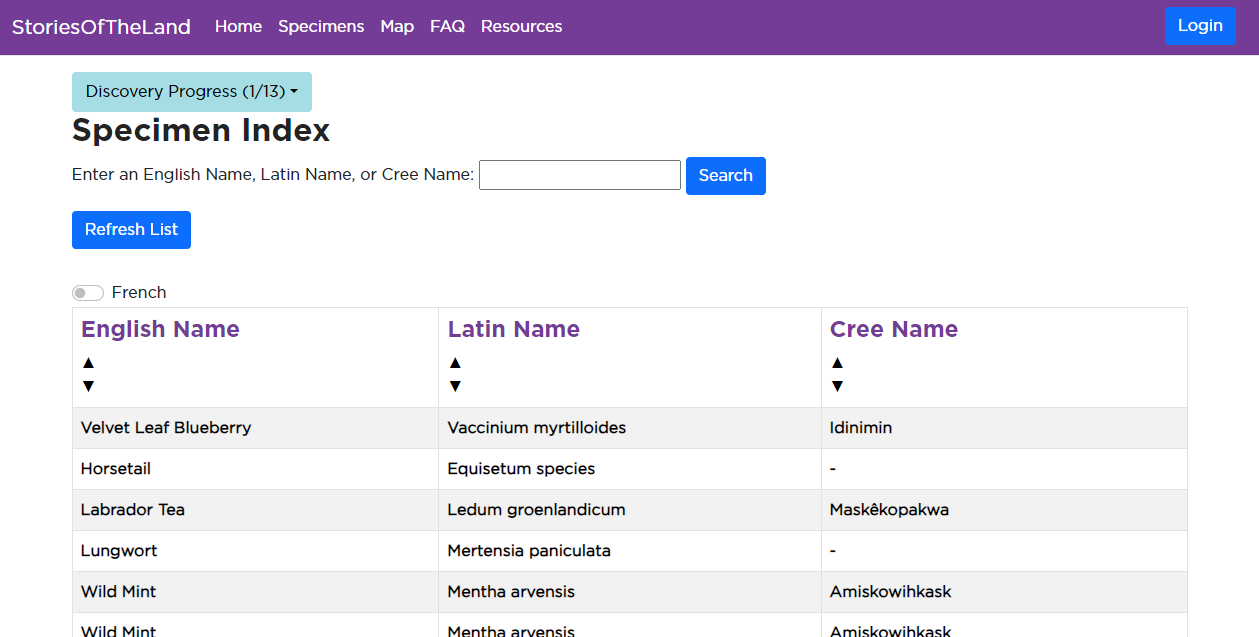 StoriesOfTheLand Home Specimens Map FAQ Resources Login
Discovery Progress (1/13)
Specimen Index
Enter an English Name, Latin Name, or Cree Name: Search
Refresh List
French
English Name Latin Name Cree Name
▲ ▲ ▲
▼ ▼ ▼
Velvet Leaf Blueberry Vaccinium myrtilloides Idinimin
Horsetail Equisetum species -
Labrador Tea Ledum groenlandicum Maskêkopakwa
Lungwort Mertensia paniculata -
Wild Mint Mentha arvensis Amiskowihkask
Wild Mint Mentha arvensis Amiskowihkask